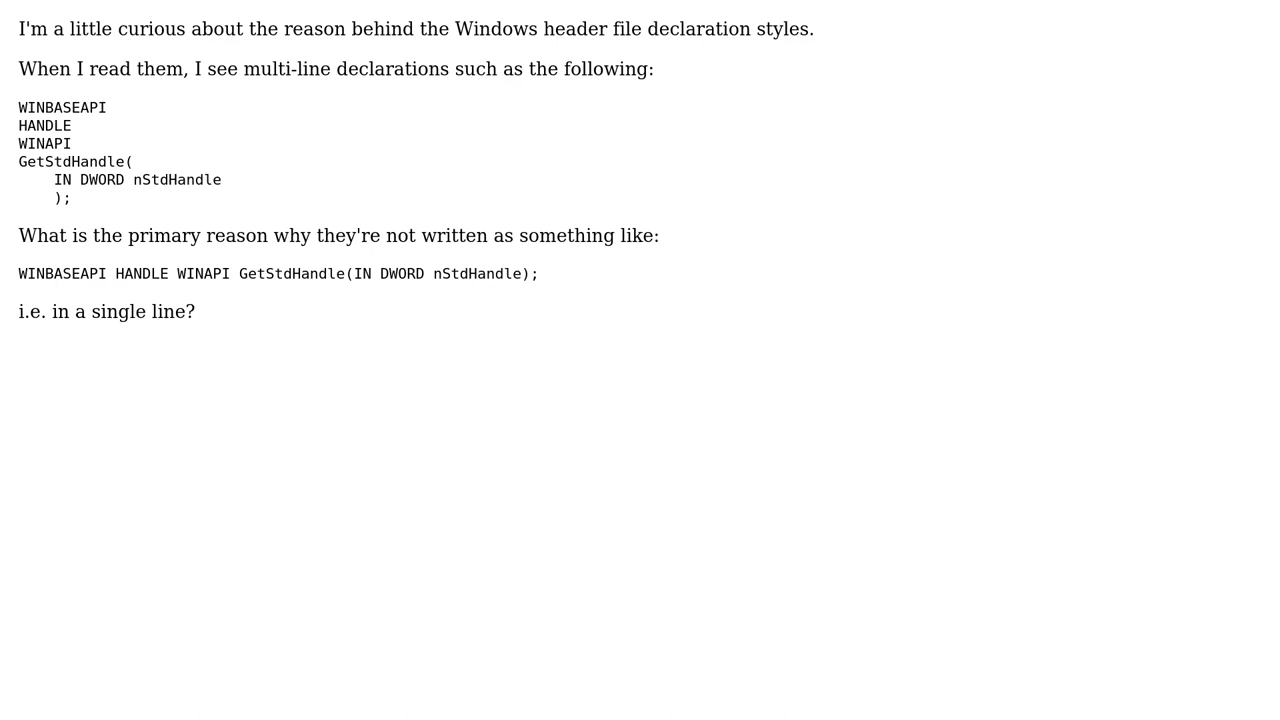 I'm a little curious about the reason behind the Windows header file declaration styles.
When I read them, I see multi-line declarations such as the following:
WINBASEAPI
HANDLE
WINAPI
GetStdHandle(
    IN DWORD nStdHandle
    );
What is the primary reason why they're not written as something like:
WINBASEAPI HANDLE WINAPI GetStdHandle(IN DWORD nStdHandle);
i.e. in a single line?